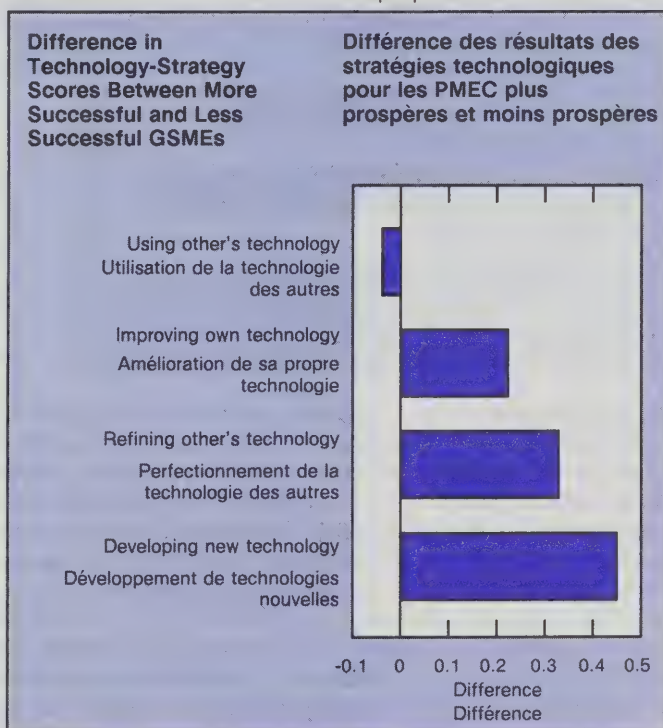 Difference in
Technology-Strategy
Scores Between More
Successful and Less
Successful GSMEs
Différence des résultats des
stratégies technologiques
pour les PMEC plus
prospères et moins prospères
Using other's technology
Utilisation de la technologie
des autres
Improving own technology
Amélioration de sa propre
technologie
Refining other's technology
Perfectionnement de la
technologie des autres
Developing new technology
Développement de technologies
nouvelles
-0.1 0 0.1 0.2 0.3 0.4 0.5
Difference
Différence